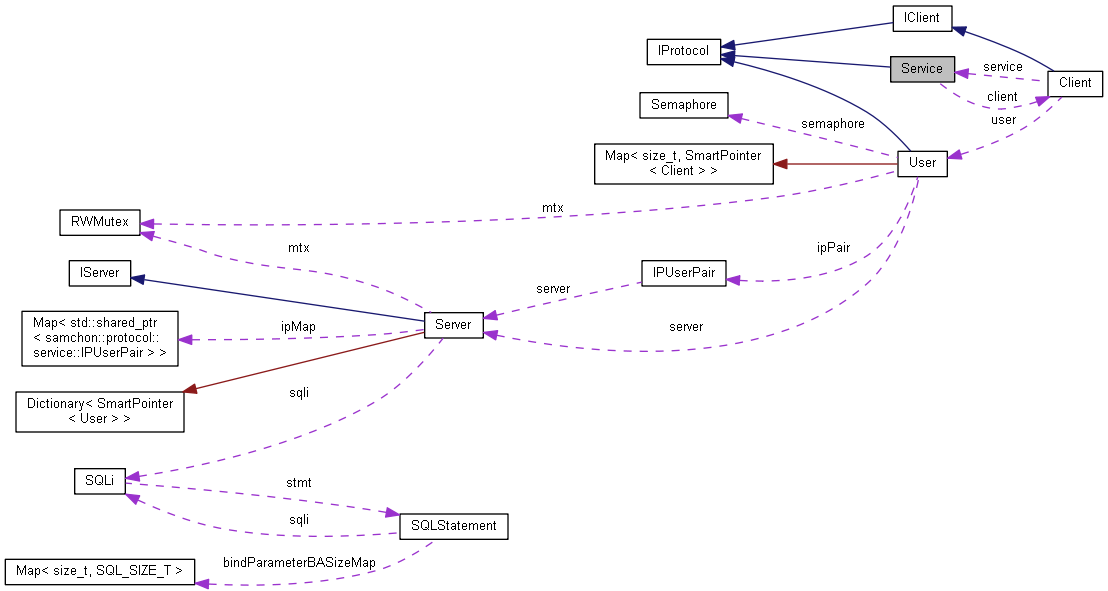 IClient
IProtocol
Service
service
Client
client
Semaphore
semaphore
user
Map< size_t, SmartPointer
< Client > >
User
mtx
RWMutex
mtx
ipPair
IServer
IPUserPair
server
Map< std::shared_ptr
< samchon::protocol::
service::IPUserPair > >
ipMap
Server
server
Dictionary< SmartPointer
< User > >
sqli
SQLi
stmt
sqli
SQLStatement
Map< size_t, SQL_SIZE_T >
bindParameterBASizeMap